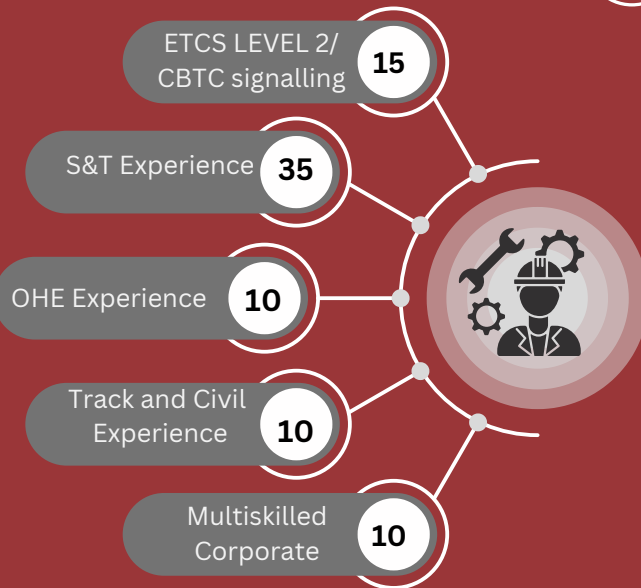 ETCS LEVEL 2/
CBTC signalling
15
S&T Experience
35
OHE Experience
10
Track and Civil
Experience
10
Multiskilled
Corporate
10